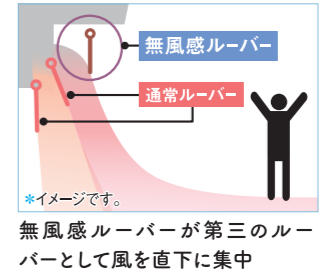 無風感ルーバー
通常ルーバー
*イメージです。
無風感ルーバーが第三のルー
バーとして風を直下に集中